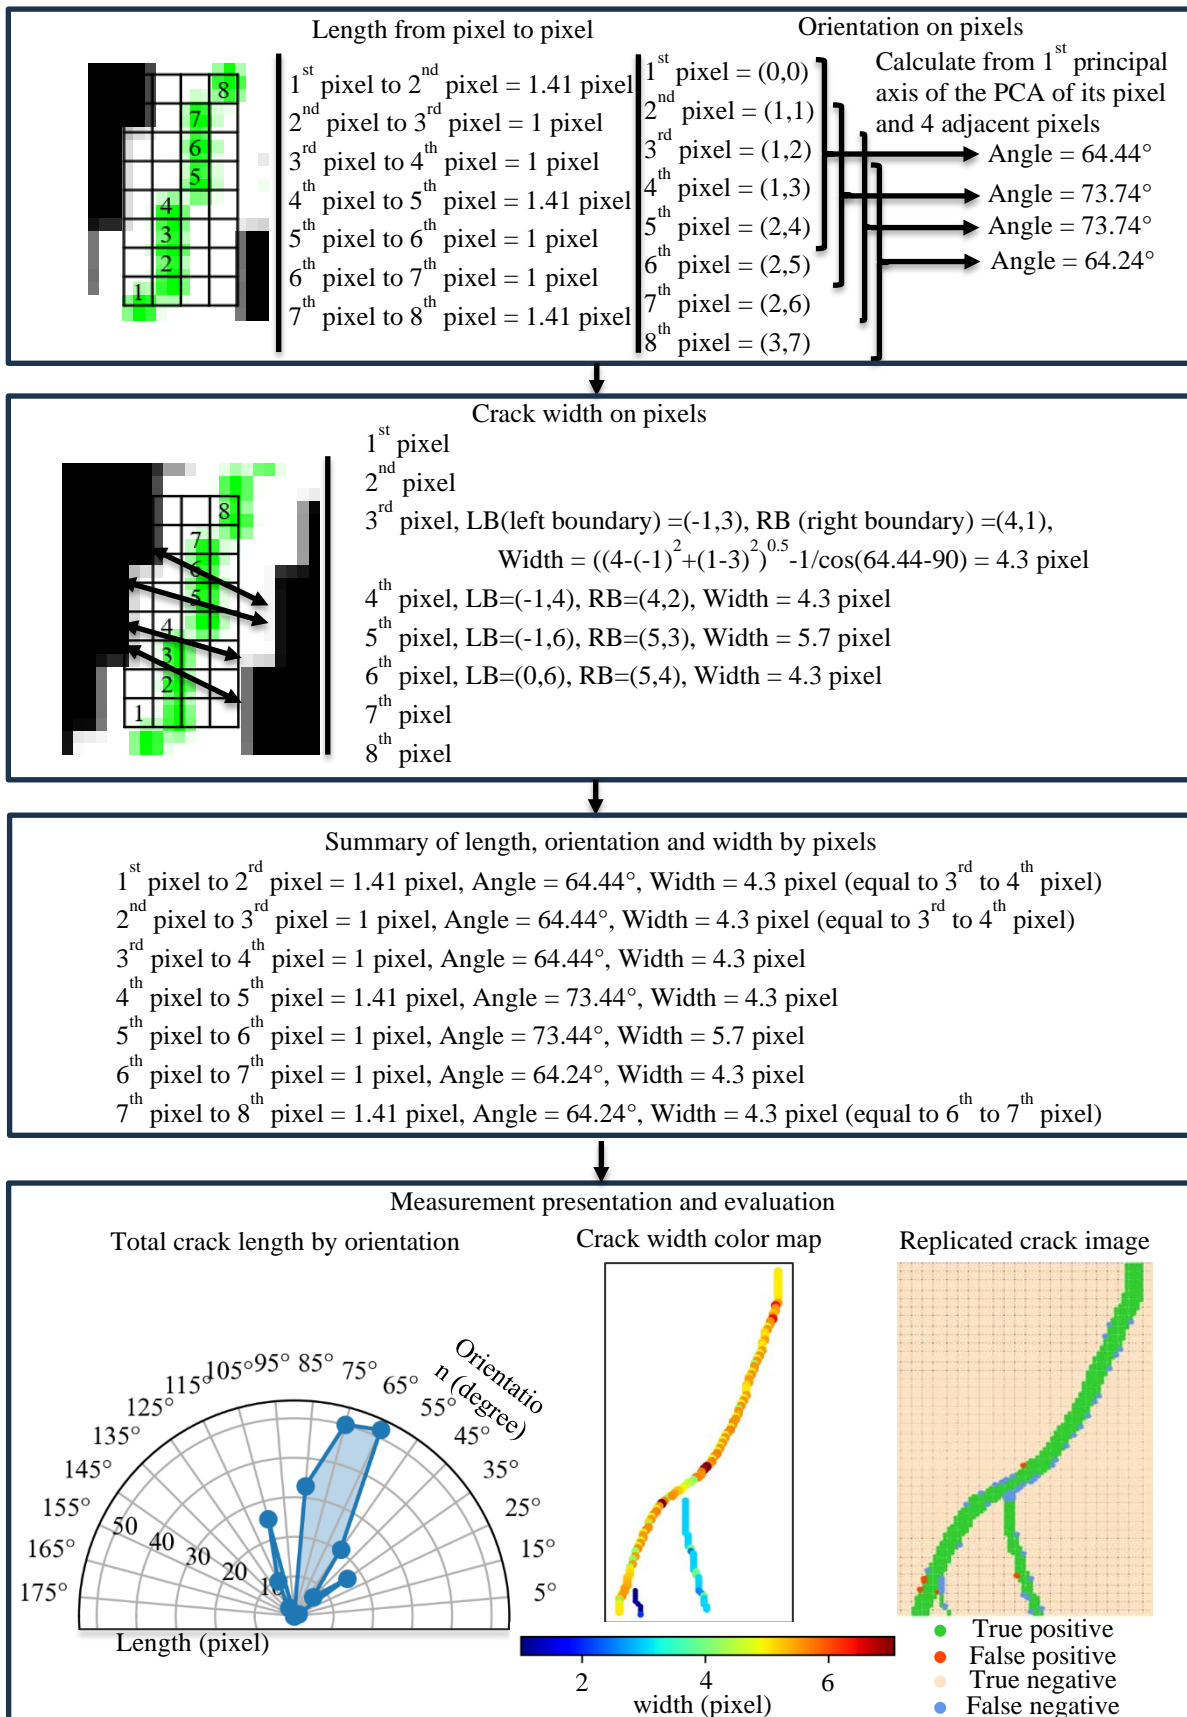 Length from pixel to pixel
1st pixel to 2nd pixel = 1.41 pixel
2nd pixel to 3rd pixel = 1 pixel
3rd pixel to 4th pixel = 1 pixel
4th pixel to 5th pixel = 1.41 pixel
5th pixel to 6th pixel = 1 pixel
6th pixel to 7th pixel = 1 pixel
7th pixel to 8th pixel = 1.41 pixel
8
7
6
5
4
3
2
1
Orientation on pixels
1st pixel = (0,0)
2nd pixel = (1,1)
3rd pixel = (1,2)
4th pixel = (1,3)
5th pixel = (2,4)
6th pixel = (2,5)
7th pixel = (2,6)
8th pixel = (3,7)
Calculate from 1st principal
axis of the PCA of its pixel
and 4 adjacent pixels
Angle = 64.44°
Angle = 73.74°
Angle = 73.74°
Angle = 64.24°
Crack width on pixels
8
7
6
5
4
3
2
1
1st pixel
2nd pixel
3rd pixel, LB(left boundary) =(-1,3), RB (right boundary) =(4,1),
Width = ((4-(-1)2+(1-3)2)0.5-1/cos(64.44-90) = 4.3 pixel
4th pixel, LB=(-1,4), RB=(4,2), Width = 4.3 pixel
5th pixel, LB=(-1,6), RB=(5,3), Width = 5.7 pixel
6th pixel, LB=(0,6), RB=(5,4), Width = 4.3 pixel
7th pixel
8th pixel
Summary of length, orientation and width by pixels
1st pixel to 2rd pixel = 1.41 pixel, Angle = 64.44°, Width = 4.3 pixel (equal to 3rd to 4th pixel)
2nd pixel to 3rd pixel = 1 pixel, Angle = 64.44°, Width = 4.3 pixel (equal to 3rd to 4th pixel)
3rd pixel to 4th pixel = 1 pixel, Angle = 64.44°, Width = 4.3 pixel
4th pixel to 5th pixel = 1.41 pixel, Angle = 73.44°, Width = 4.3 pixel
5th pixel to 6th pixel = 1 pixel, Angle = 73.44°, Width = 5.7 pixel
6th pixel to 7th pixel = 1 pixel, Angle = 64.24°, Width = 4.3 pixel
7th pixel to 8th pixel = 1.41 pixel, Angle = 64.24°, Width = 4.3 pixel (equal to 6th to 7th pixel)
Measurement presentation and evaluation
Total crack length by orientation
175°
165°
155°
145°
135°
125°
115°
105°
95°
85°
75°
65°
55°
45°
35°
25°
15°
5°
Orientatio
n (degree)
50
40
30
20
10
Length (pixel)
Crack width color map
2
4
6
width (pixel)
Replicated crack image
True positive
False positive
True negative
False negative